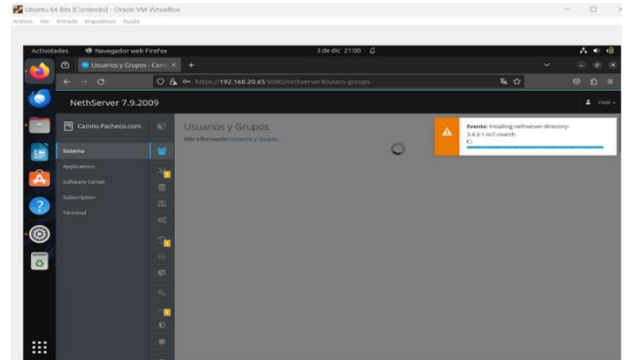 Ubuntu 64 Bits [Corriendo] - Oracle VM VirtualBox
Archivo Ver Entrada Dispositivos Ayuda
Actividades Navegador web Firefox 3 de dic 21:00
Usuarios y Grupos - Camil
https://192.168.20.65:9090/nethserver#/users-groups
NethServer 7.9.2009 root
Camilo.Pacheco.com
Usuarios y Grupos
Más información Usuarios y Grupos
Evento: Installing nethserver-directory-
Sistema
Applications
Software Center
Subscription
Terminal